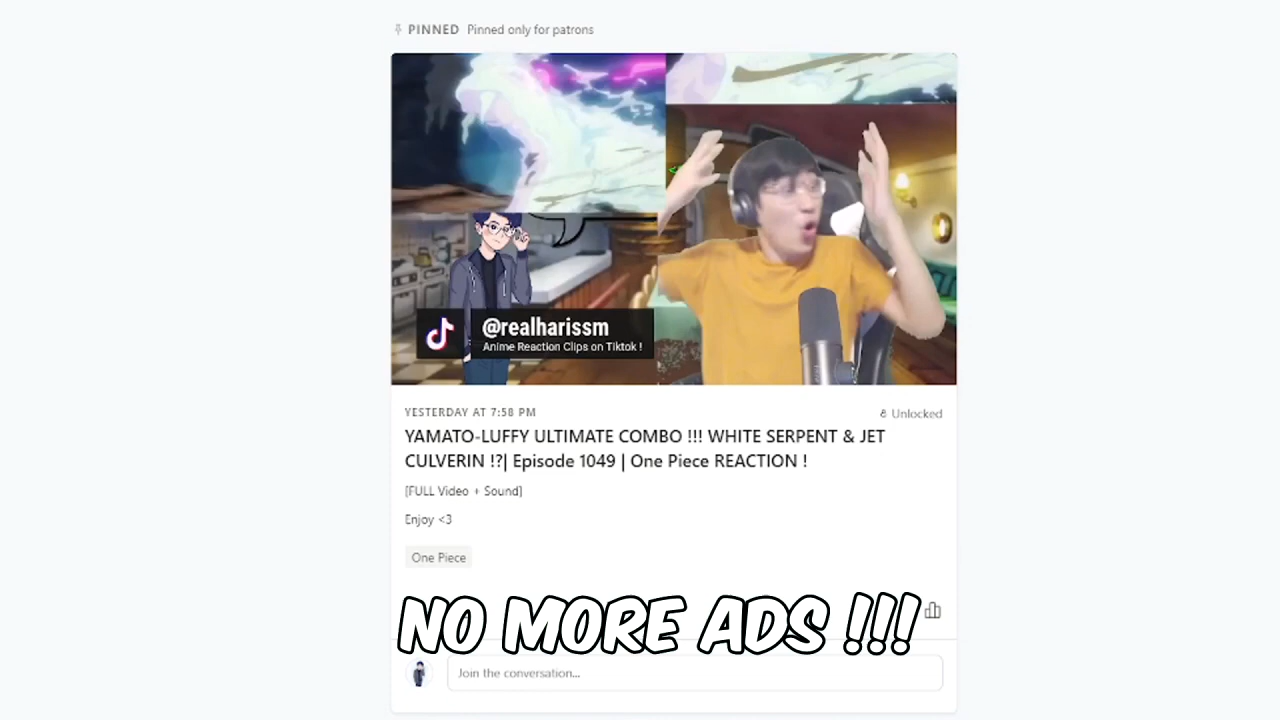 PINNED Pinned only for patrons
@realharissm
Anime Reaction Clips on Tiktok !
YESTERDAY AT 7:58 PM
Unlocked
YAMATO-LUFFY ULTIMATE COMBO !!! WHITE SERPENT & JET
CULVERIN !?| Episode 1049 | One Piece REACTION !
[FULL Video + Sound]
Enjoy <3
One Piece
NO MORE ADS !!!
Join the conversation...